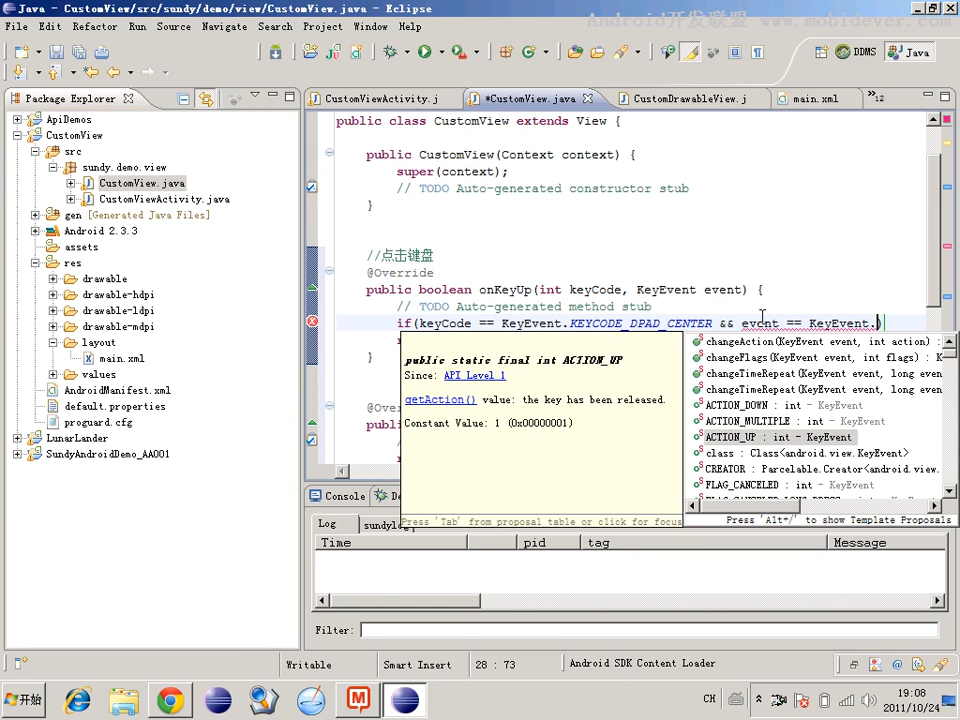 Java - CustomView/src/sundy/demo/view/CustomView.java - Eclipse
Android开发联盟 www.mobidever.com
File Edit Refactor Run Source Navigate Search Project Window Help
DDMS
Java
Package Explorer
CustomViewActivity.j
*CustomView.java
CustomDrawableView.j
main.xml
»12
ApiDemos
CustomView
src
sundy.demo.view
CustomView.java
CustomViewActivity.java
gen [Generated Java Files]
Android 2.3.3
assets
res
drawable
drawable-hdpi
drawable-ldpi
drawable-mdpi
layout
main.xml
values
AndroidManifest.xml
default.properties
proguard.cfg
LunarLander
SundyAndroidDemo_AA001
public class CustomView extends View {
public CustomView(Context context) {
super(context);
// TODO Auto-generated constructor stub
}
//点击键盘
@Override
public boolean onKeyUp(int keyCode, KeyEvent event) {
// TODO Auto-generated method stub
if(keyCode == KeyEvent.KEYCODE_DPAD_CENTER && event == KeyEvent.)
r
}
@Ove
publ
/
r
public static final int ACTION_UP
Since: API Level 1
getAction() value: the key has been released.
Constant Value: 1 (0x00000001)
Press 'Tab' from proposal table or click for focus
changeAction(KeyEvent event, int action) :
changeFlags(KeyEvent event, int flags) : K
changeTimeRepeat(KeyEvent event, long even
changeTimeRepeat(KeyEvent event, long even
ACTION_DOWN : int - KeyEvent
ACTION_MULTIPLE : int - KeyEvent
ACTION_UP : int - KeyEvent
class : Class<android.view.KeyEvent>
CREATOR : Parcelable.Creator<android.view.
FLAG_CANCELED : int - KeyEvent
Press 'Alt+/' to show Template Proposals
Console
De
Log
sundylog
Time pid tag Message
Filter:
Writable
Smart Insert
28 : 73
Android SDK Content Loader
开始
CH
19:08
2011/10/24